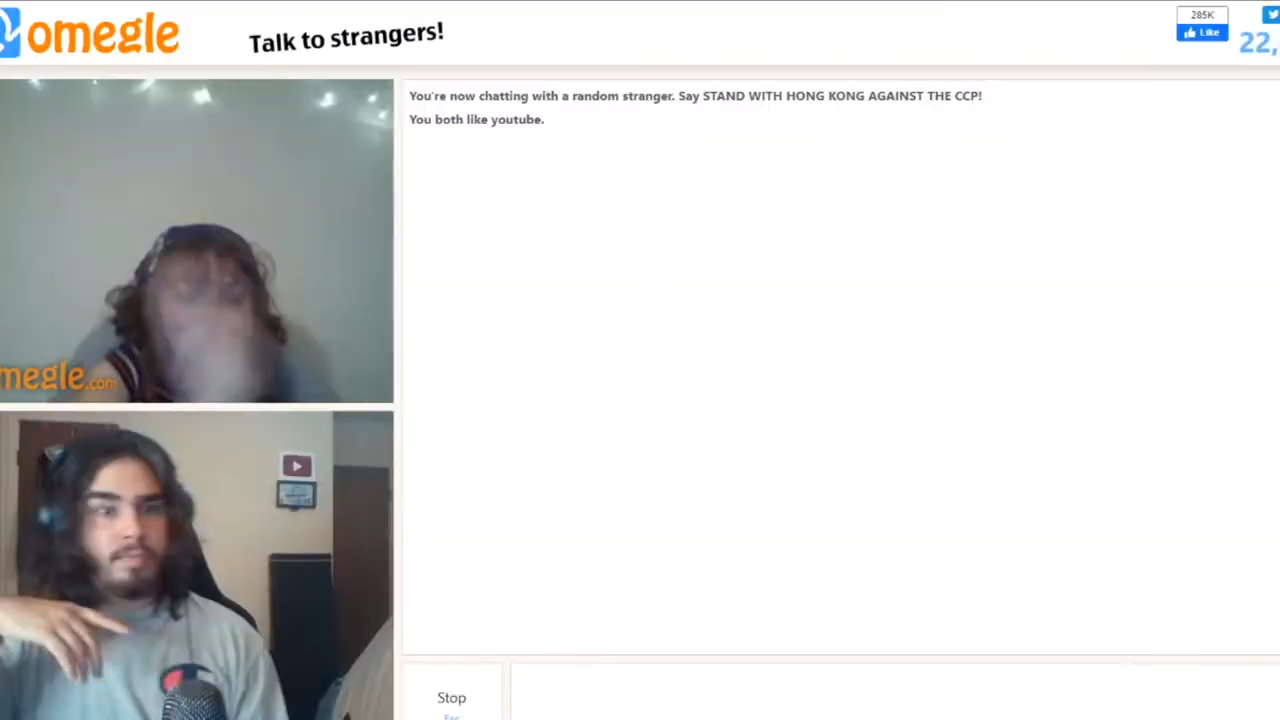 omegle
Talk to strangers!
285K
Like
22,
You're now chatting with a random stranger. Say STAND WITH HONG KONG AGAINST THE CCP!
You both like youtube.
megle.com
Stop
Esc